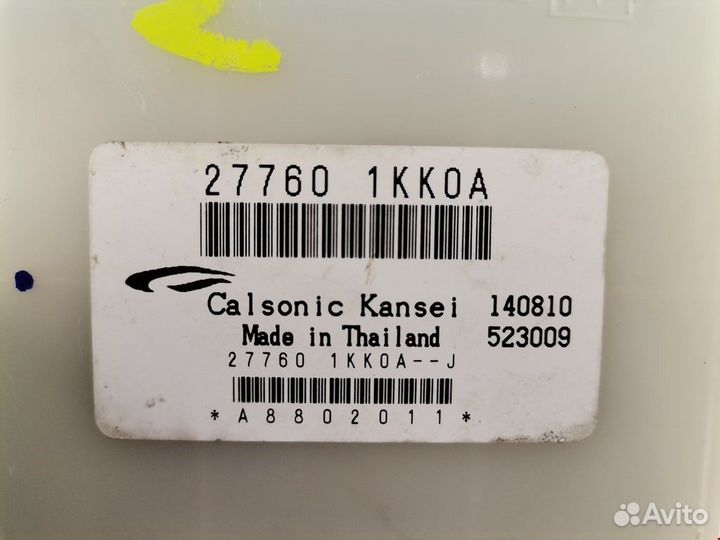 27760 1KK0A
Calsonic Kansei 140810
Made in Thailand 523009
27760 1KK0A--J
*A8802011*
Avito